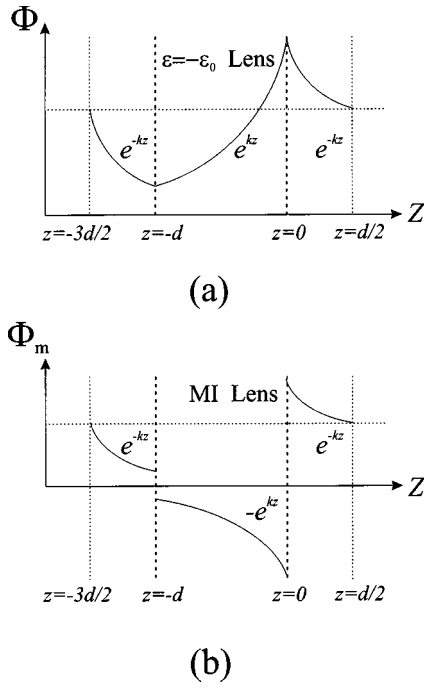 Φ
ε=-ε₀ Lens
e^{-kz} e^{kz} e^{-kz}
Z
z=-3d/2 z=-d z=0 z=d/2
(a)
Φₘ
MI Lens
e^{-kz} e^{-kz}
Z
-e^{kz}
z=-3d/2 z=-d z=0 z=d/2
(b)